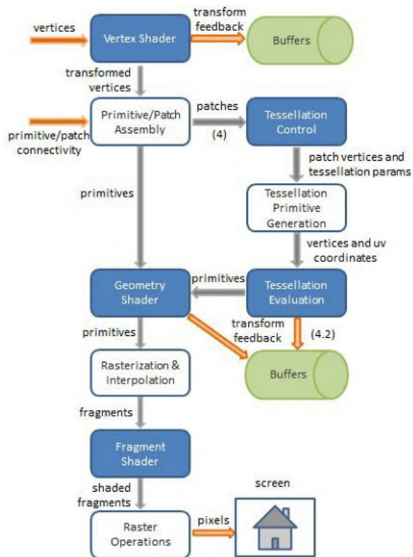 vertices
Vertex Shader
transform
feedback
Buffers
transformed
vertices
Primitive/Patch
Assembly
patches
(4)
Tessellation
Control
primitive/patch
connectivity
patch vertices and
tessellation params
primitives
Tessellation
Primitive
Generation
vertices and uv
coordinates
Geometry
Shader
primitives
Tessellation
Evaluation
primitives
transform
feedback
(4.2)
Rasterization &
Interpolation
Buffers
fragments
Fragment
Shader
shaded
fragments
screen
Raster
Operations
pixels